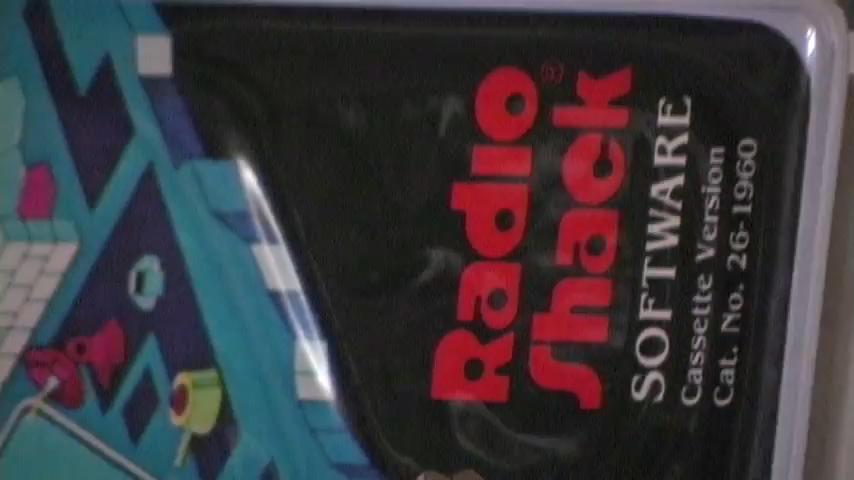 Radio
Shack®
SOFTWARE
Cassette Version
Cat. No. 26-1960